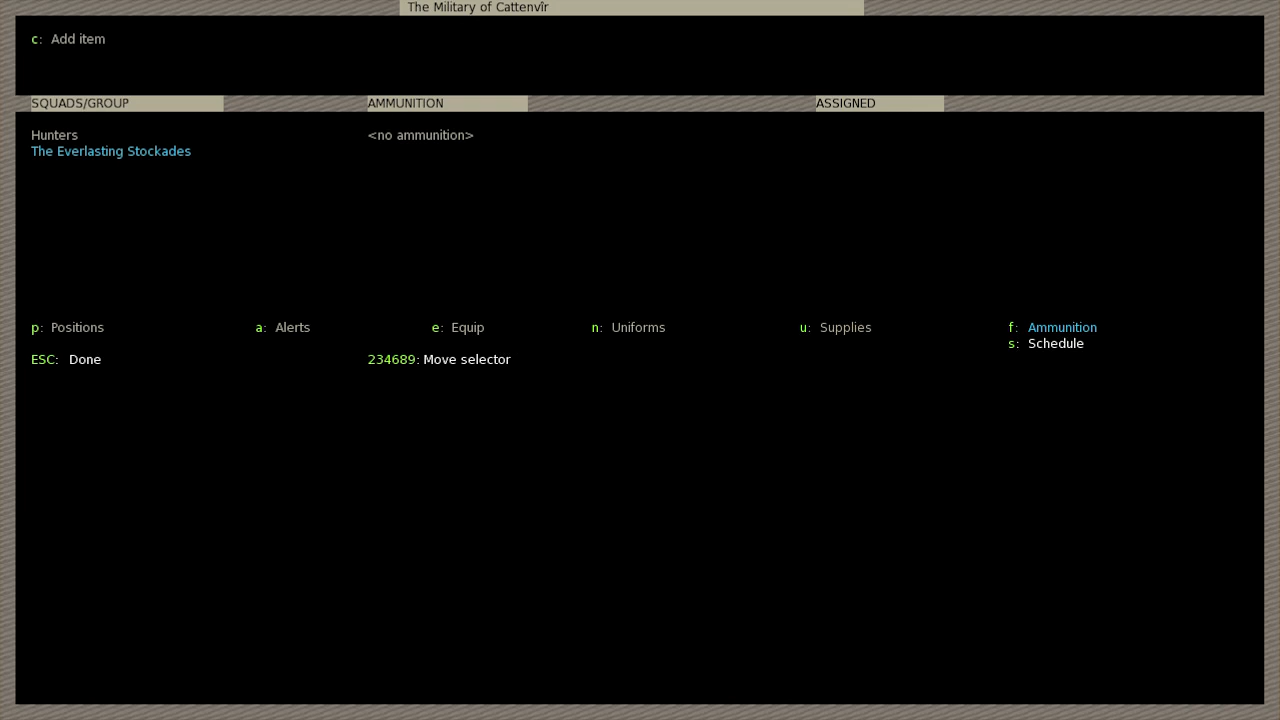 The Military of Cattenvîr
c: Add item
SQUADS/GROUP AMMUNITION ASSIGNED
Hunters <no ammunition>
The Everlasting Stockades
p: Positions a: Alerts e: Equip n: Uniforms u: Supplies f: Ammunition
s: Schedule
ESC: Done 234689: Move selector